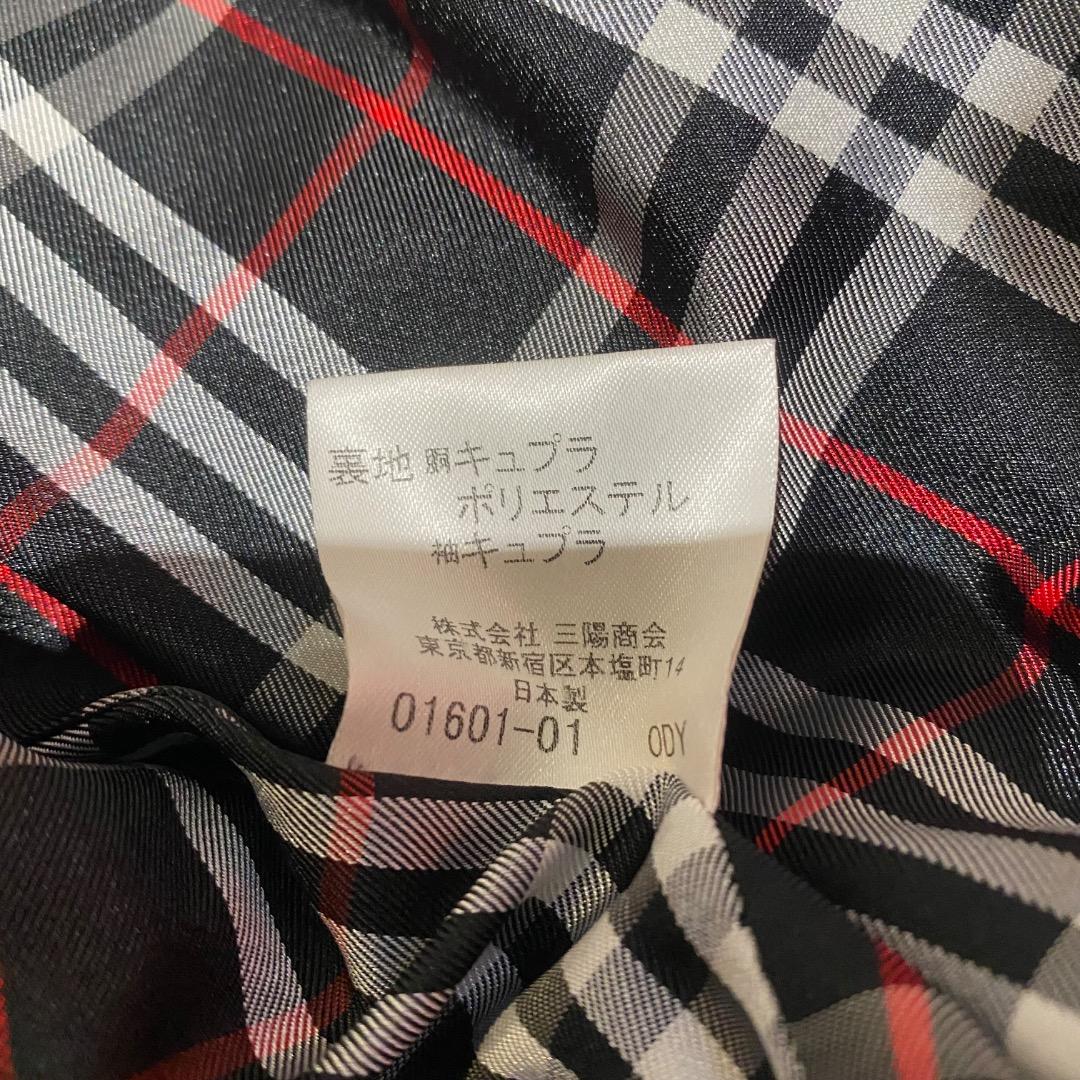 裏地 胴キュプラ
ポリエステル
袖キュプラ
株式会社 三陽商会
東京都新宿区本塩町14
日本製
01601-01 ODY